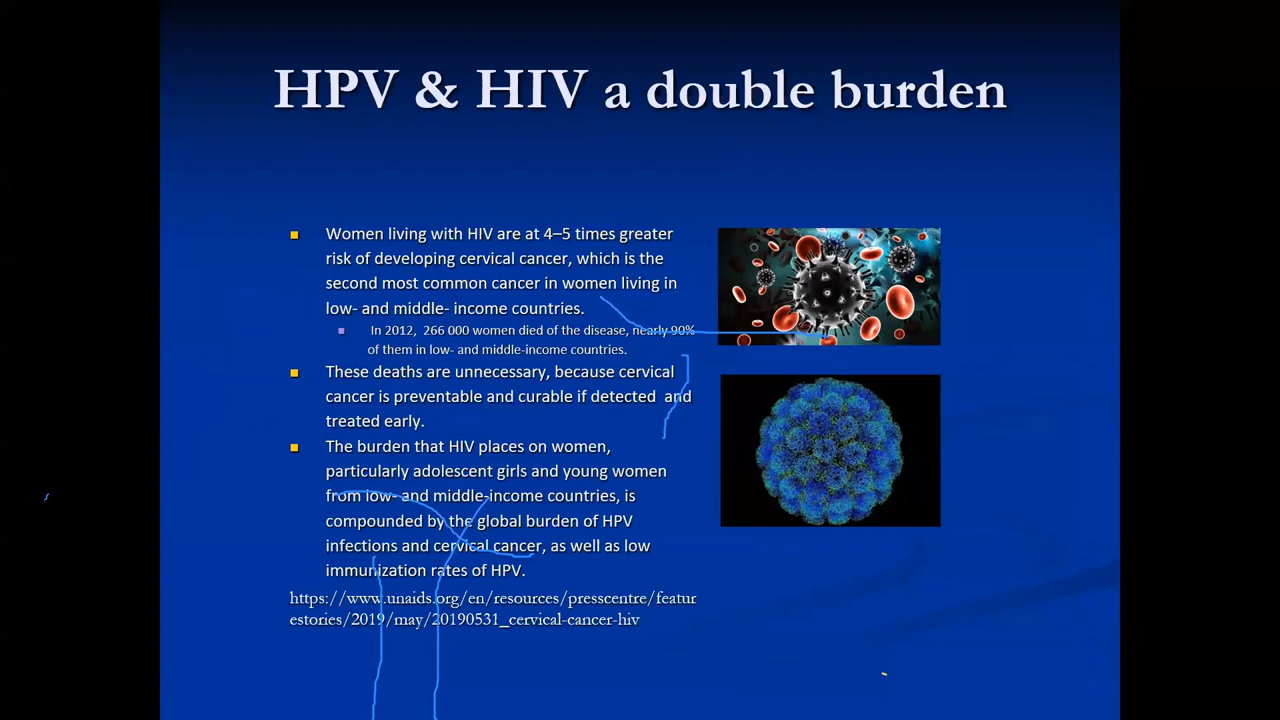 HPV & HIV a double burden
Women living with HIV are at 4–5 times greater
risk of developing cervical cancer, which is the
second most common cancer in women living in
low- and middle- income countries.
In 2012, 266 000 women died of the disease, nearly 90%
of them in low- and middle-income countries.
These deaths are unnecessary, because cervical
cancer is preventable and curable if detected and
treated early.
The burden that HIV places on women,
particularly adolescent girls and young women
from low- and middle-income countries, is
compounded by the global burden of HPV
infections and cervical cancer, as well as low
immunization rates of HPV.
https://www.unaids.org/en/resources/presscentre/featur
estories/2019/may/20190531_cervical-cancer-hiv